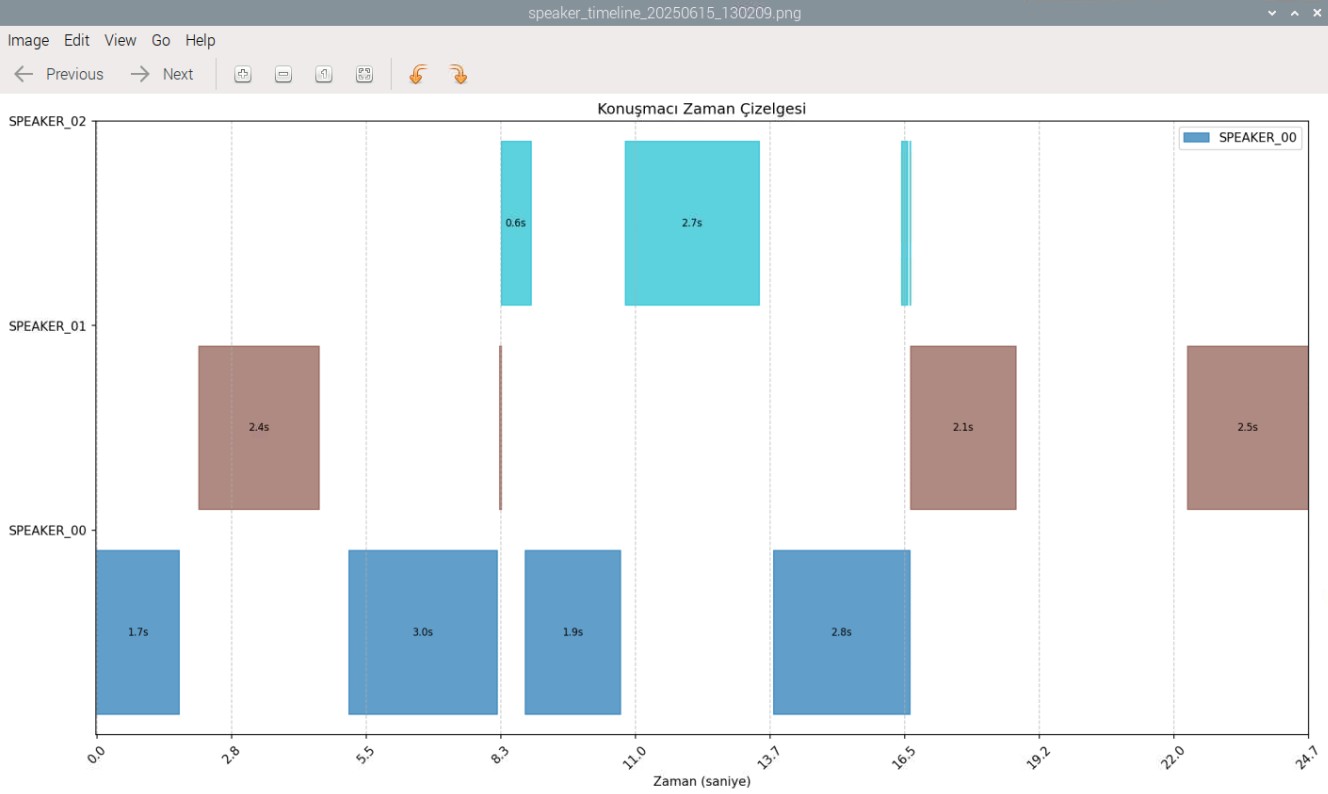 speaker_timeline_20250615_130209.png
Image Edit View Go Help
Previous Next
Konuşmacı Zaman Çizelgesi
SPEAKER_02
SPEAKER_00
0.6s
2.7s
SPEAKER_01
2.4s
2.1s
2.5s
SPEAKER_00
1.7s
3.0s
1.9s
2.8s
0.0 2.8 5.5 8.3 11.0 13.7 16.5 19.2 22.0 24.7
Zaman (saniye)